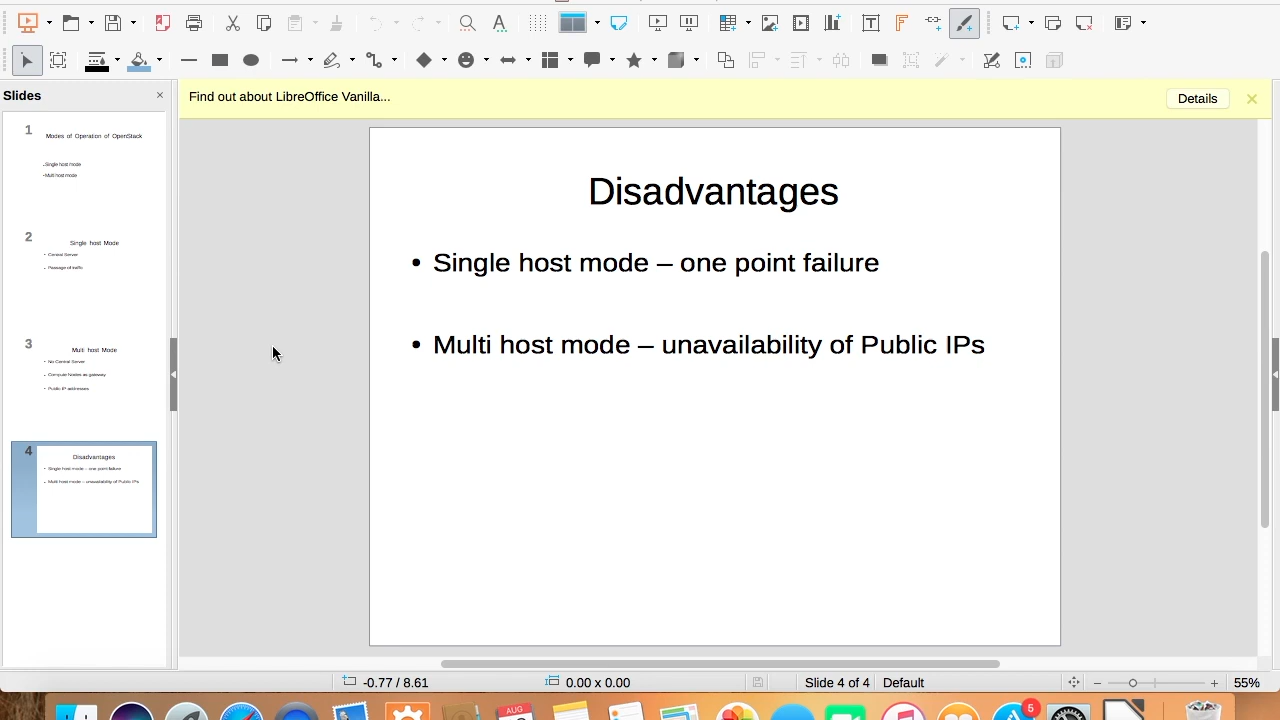 Slides
Find out about LibreOffice Vanilla...
Details
1
Modes of Operation of OpenStack
Single host mode
Multi host mode
2
Single host Mode
• Central Server
• Passage of traffic
3
Multi host Mode
• No Central Server
• Compute Nodes as gateway
• Public IP addresses
4
Disadvantages
• Single host mode – one point failure
• Multi host mode – unavailability of Public IPs
Disadvantages
• Single host mode – one point failure
• Multi host mode – unavailability of Public IPs
-0.77 / 8.61
0.00 x 0.00
Slide 4 of 4
Default
55%
AUG
5